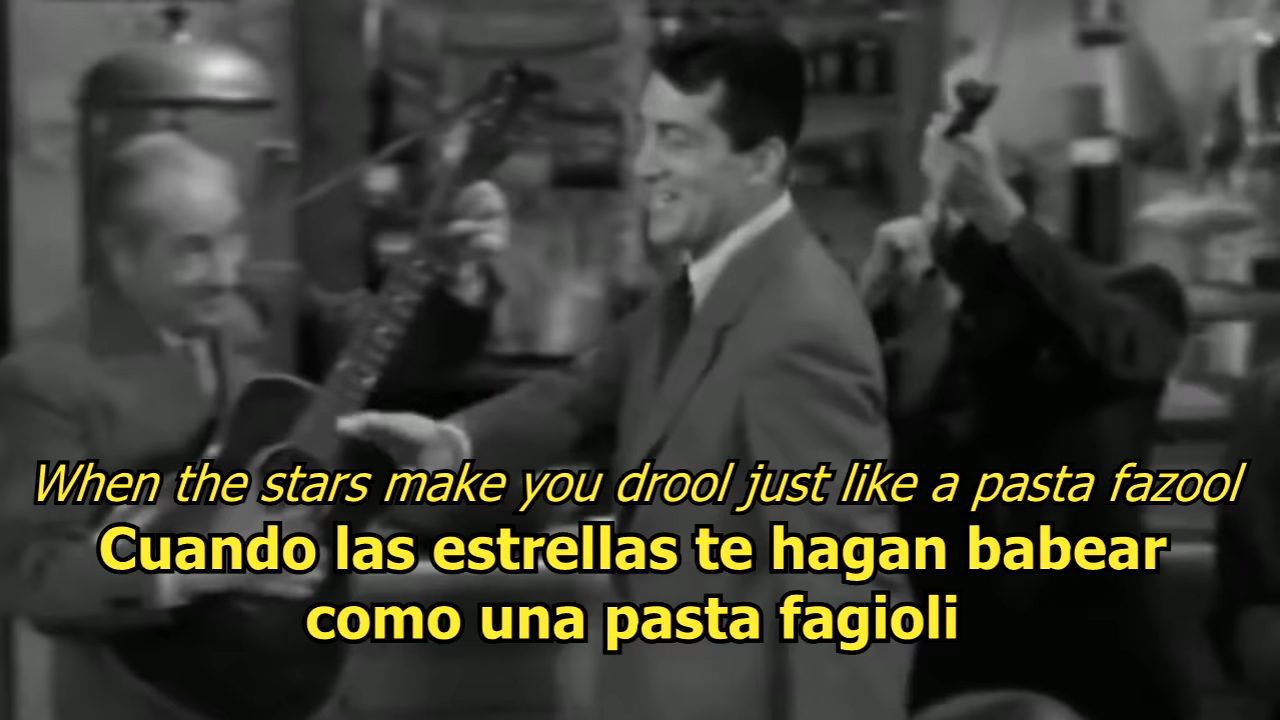 When the stars make you drool just like a pasta fazool
Cuando las estrellas te hagan babear
como una pasta fagioli